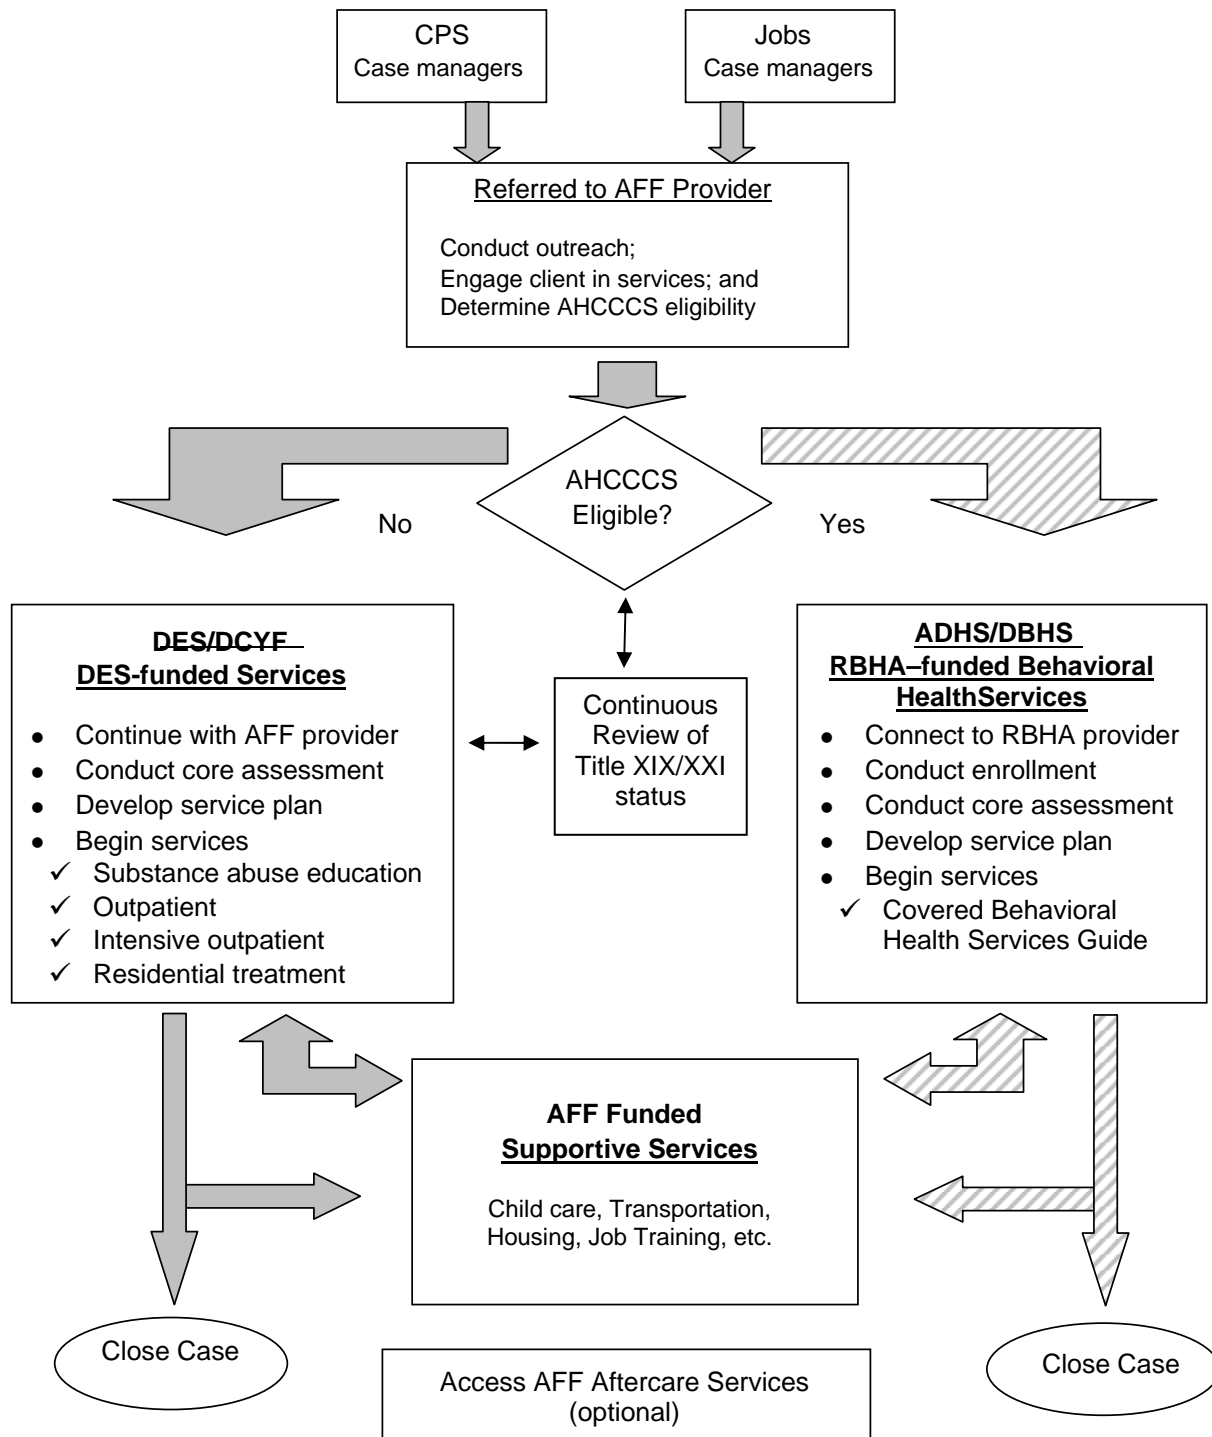 CPS
Case managers
Jobs
Case managers
Referred to AFF Provider
Conduct outreach;
Engage client in services; and
Determine AHCCCS eligibility
AHCCCS
Eligible?
No
Yes
DES/DCYF
DES-funded Services
● Continue with AFF provider
● Conduct core assessment
● Develop service plan
● Begin services
✓ Substance abuse education
✓ Outpatient
✓ Intensive outpatient
✓ Residential treatment
Continuous
Review of
Title XIX/XXI
status
ADHS/DBHS
RBHA–funded Behavioral
HealthServices
● Connect to RBHA provider
● Conduct enrollment
● Conduct core assessment
● Develop service plan
● Begin services
✓ Covered Behavioral
Health Services Guide
AFF Funded
Supportive Services
Child care, Transportation,
Housing, Job Training, etc.
Close Case
Access AFF Aftercare Services
(optional)
Close Case